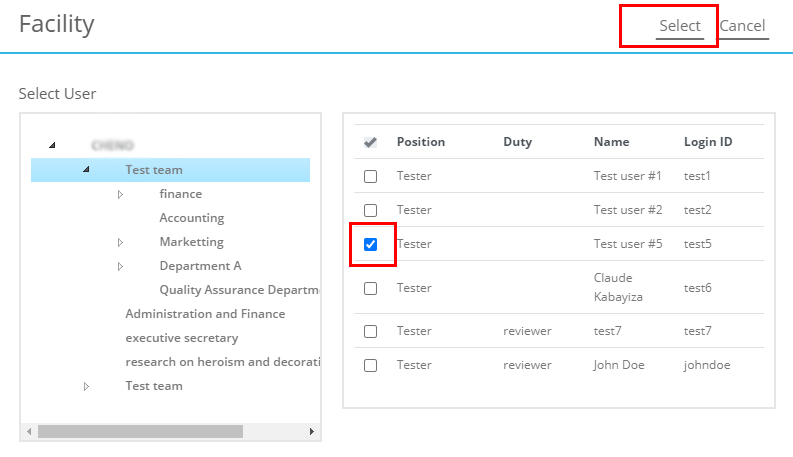 Facility
Select Cancel
Select User
Test team
finance
Accounting
Marketting
Department A
Quality Assurance Departm
Administration and Finance
executive secretary
research on heroism and decorati
Test team
Position Duty Name Login ID
Tester Test user #1 test1
Tester Test user #2 test2
Tester Test user #5 test5
Tester Claude Kabayiza test6
Tester reviewer test7 test7
Tester reviewer John Doe johndoe